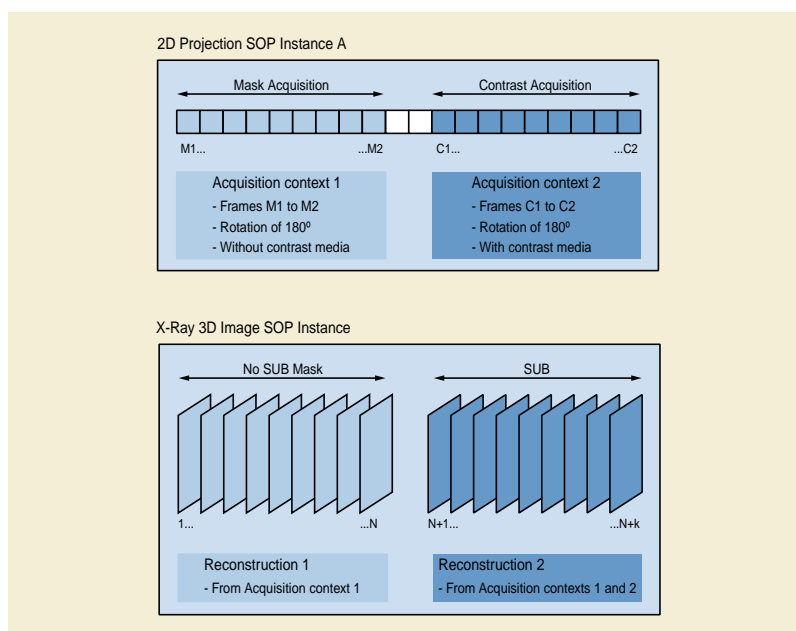 2D Projection SOP Instance A
Mask Acquisition
Contrast Acquisition
M1...
...M2
C1...
...C2
Acquisition context 1
- Frames M1 to M2
- Rotation of 180º
- Without contrast media
Acquisition context 2
- Frames C1 to C2
- Rotation of 180º
- With contrast media
X-Ray 3D Image SOP Instance
No SUB Mask
SUB
1...
...N
N+1...
...N+k
Reconstruction 1
- From Acquisition context 1
Reconstruction 2
- From Acquisition contexts 1 and 2